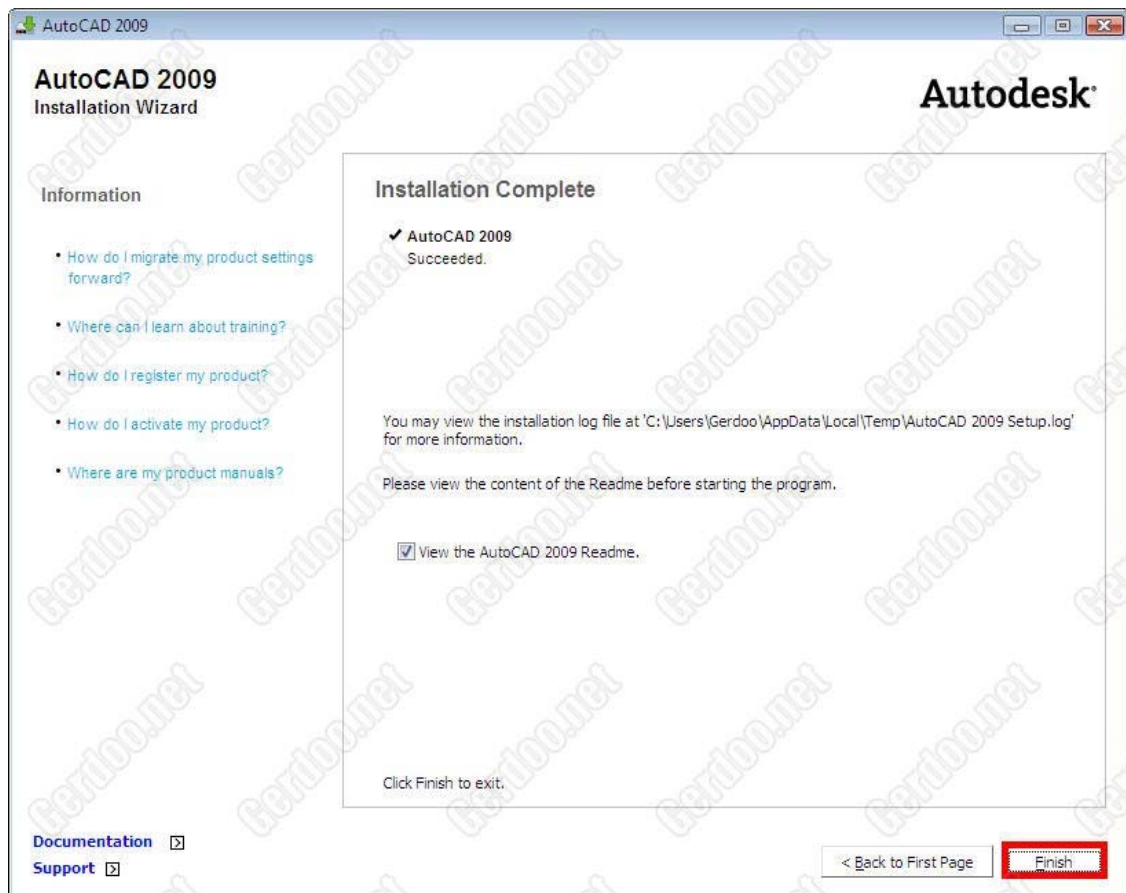 AutoCAD 2009
AutoCAD 2009
Installation Wizard
Autodesk®
Information
• How do I migrate my product settings
forward?
• Where can I learn about training?
• How do I register my product?
• How do I activate my product?
• Where are my product manuals?
Installation Complete
✓ AutoCAD 2009
Succeeded.
You may view the installation log file at 'C:\Users\Gerdoo\AppData\Local\Temp\AutoCAD 2009 Setup.log'
for more information.
Please view the content of the Readme before starting the program.
View the AutoCAD 2009 Readme.
Click Finish to exit.
Documentation
Support
< Back to First Page
Finish
Gerdoo.net